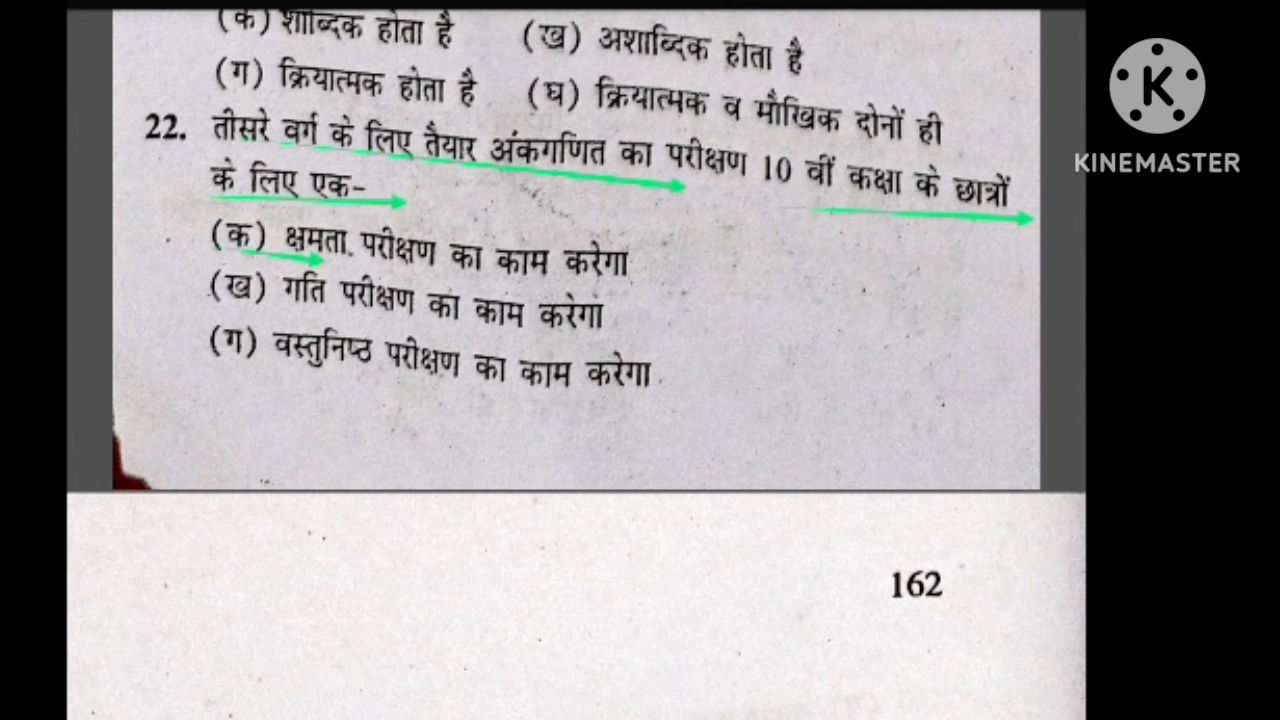 (क) शाब्दिक होता है (ख) अशाब्दिक होता है
(ग) क्रियात्मक होता है (घ) क्रियात्मक व मौखिक दोनों ही
22. तीसरे वर्ग के लिए तैयार अंकगणित का परीक्षण 10 वीं कक्षा के छात्रों
के लिए एक-
(क) क्षमता परीक्षण का काम करेगा
(ख) गति परीक्षण का काम करेगा
(ग) वस्तुनिष्ठ परीक्षण का काम करेगा
162
K
KINEMASTER